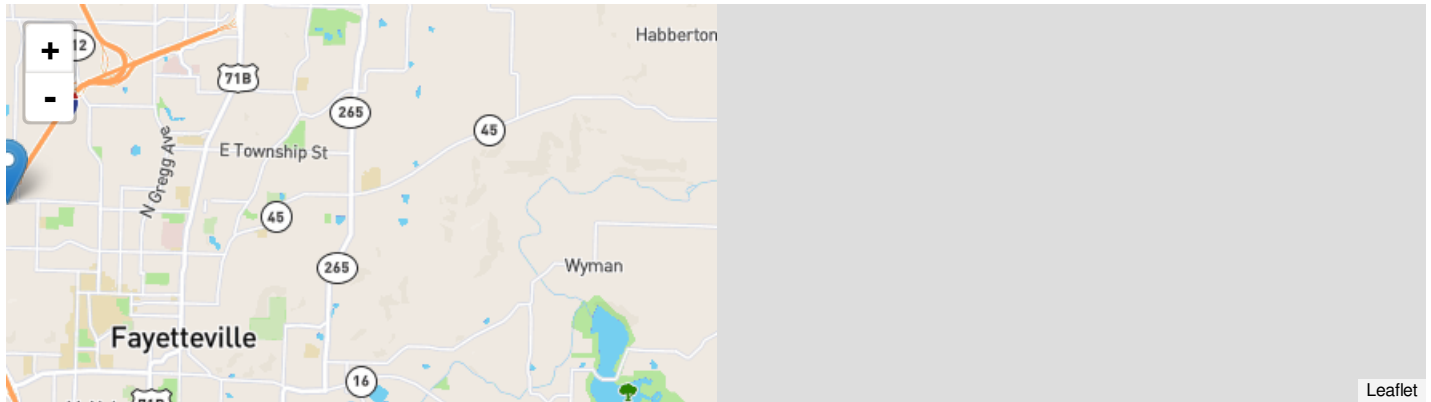 Habberton
+
12
71B
-
265
45
E Township St
N Gregg Ave
45
265
Wyman
Fayetteville
16
71B
Leaflet